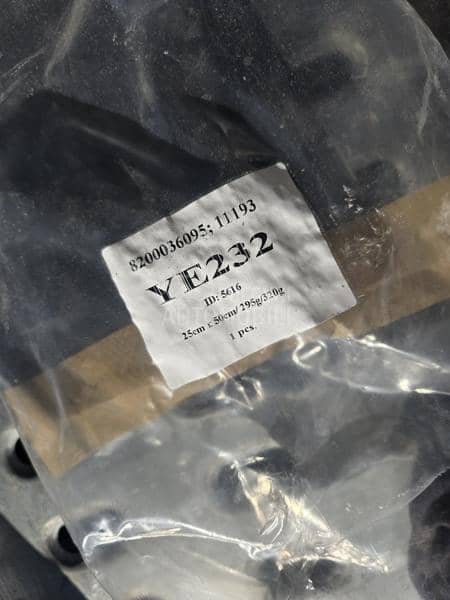 8200036095; 11193
YE232
ID: 5616
25cm x 50cm/ 295g/320g
1 pcs.